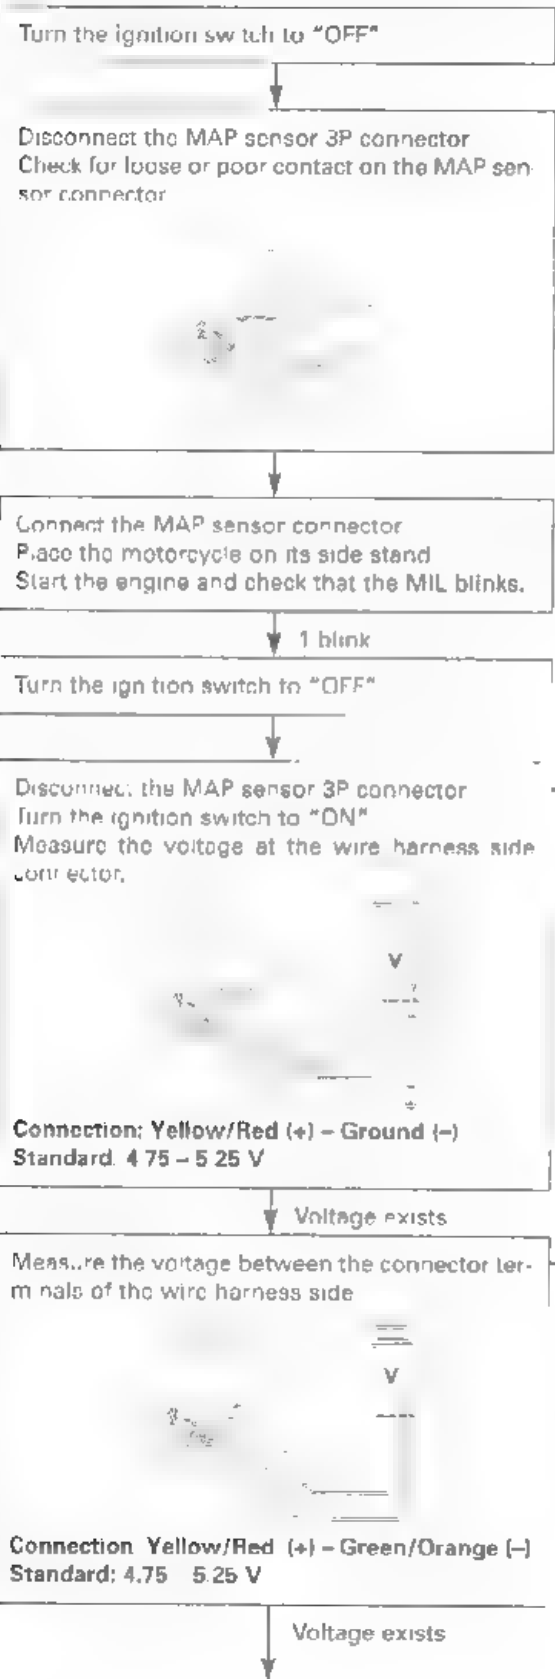 Turn the ignition switch to "OFF"
Disconnect the MAP sensor 3P connector
Check for loose or poor contact on the MAP sen-
sor connector
Connect the MAP sensor connector
Place the motorcycle on its side stand
Start the engine and check that the MIL blinks.
1 blink
Turn the ignition switch to "OFF"
Disconnect the MAP sensor 3P connector
Turn the ignition switch to "ON"
Measure the voltage at the wire harness side
connector.
V
Connection: Yellow/Red (+) – Ground (–)
Standard. 4 75 – 5 25 V
Voltage exists
Measure the voltage between the connector ter-
minals of the wire harness side
V
Connection Yellow/Red (+) – Green/Orange (–)
Standard: 4.75 5.25 V
Voltage exists